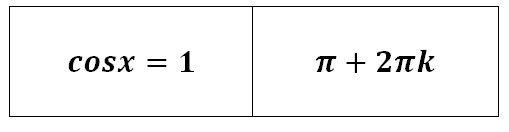 cosx = 1
π + 2πk